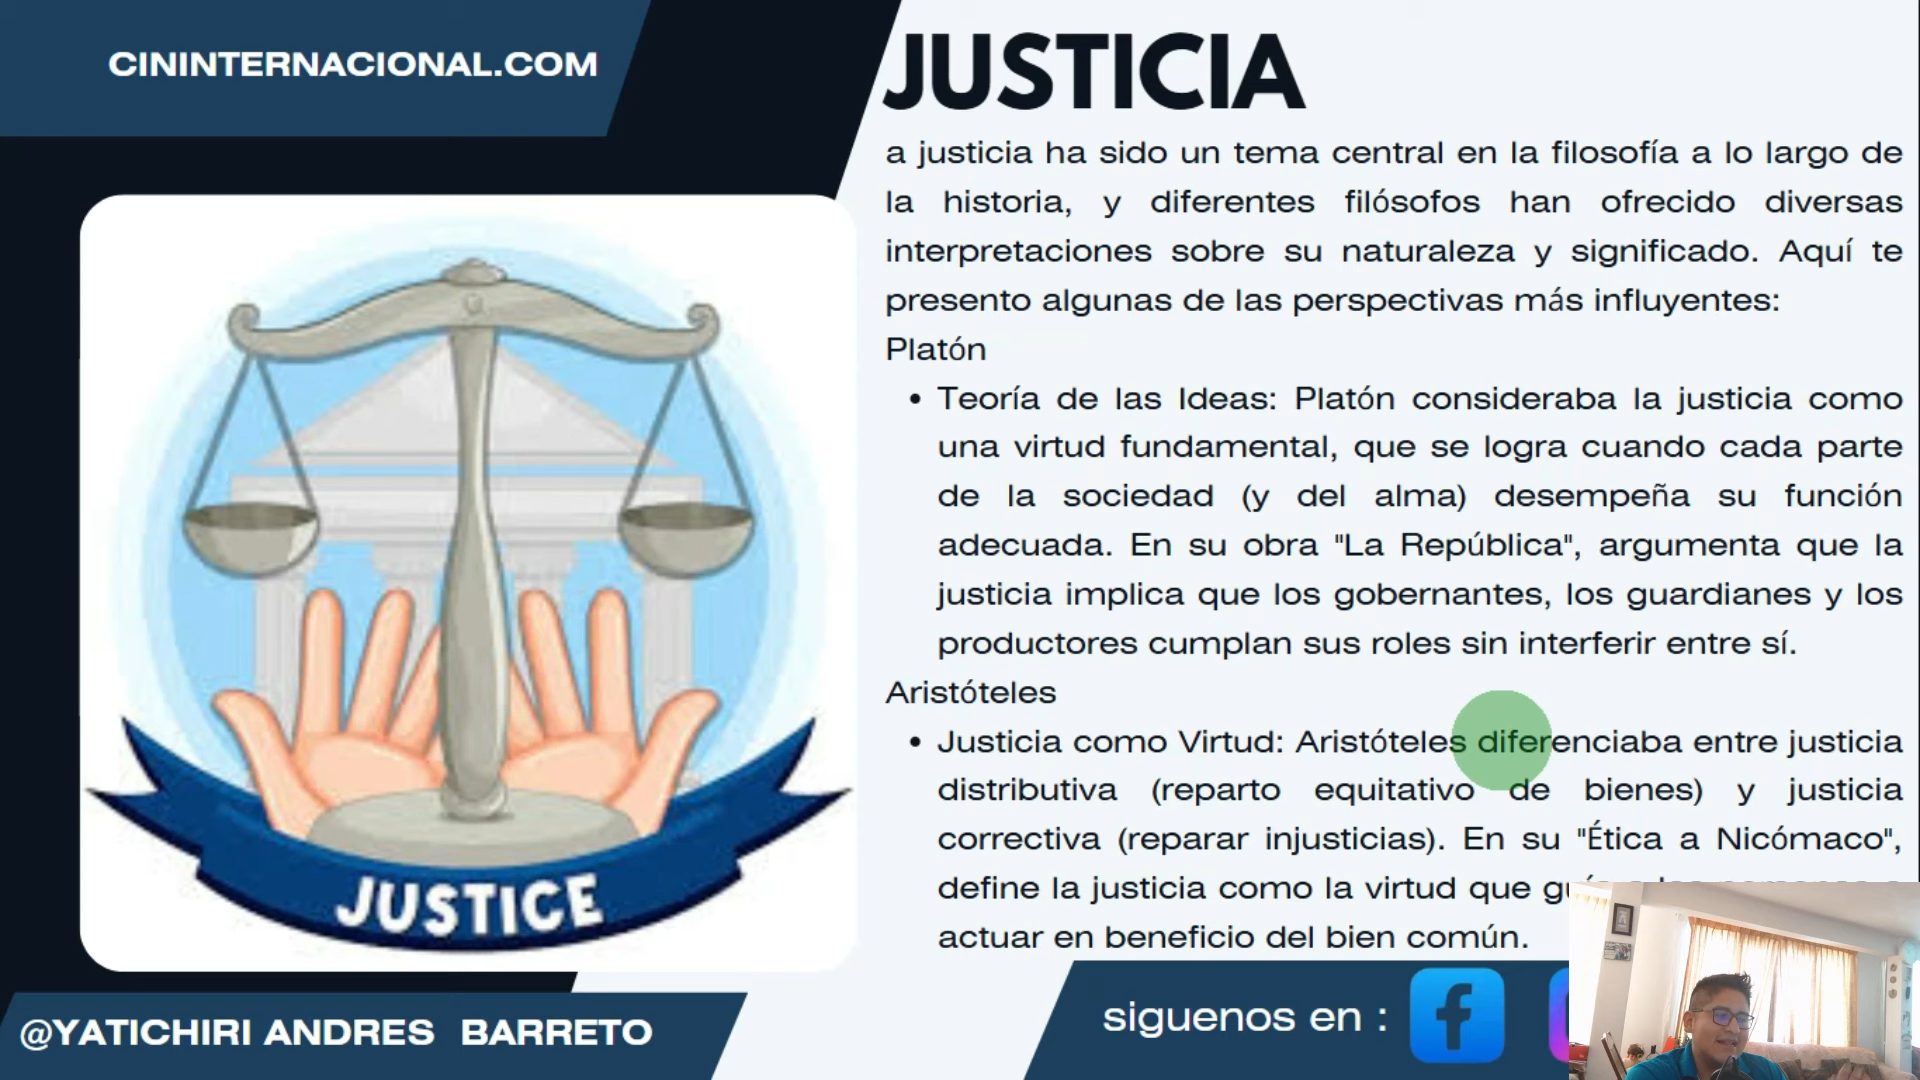 CININTERNACIONAL.COM
JUSTICIA
a justicia ha sido un tema central en la filosofía a lo largo de
la historia, y diferentes filósofos han ofrecido diversas
interpretaciones sobre su naturaleza y significado. Aquí te
presento algunas de las perspectivas más influyentes:
Platón
• Teoría de las Ideas: Platón consideraba la justicia como
una virtud fundamental, que se logra cuando cada parte
de la sociedad (y del alma) desempeña su función
adecuada. En su obra "La República", argumenta que la
justicia implica que los gobernantes, los guardianes y los
productores cumplan sus roles sin interferir entre sí.
Aristóteles
• Justicia como Virtud: Aristóteles diferenciaba entre justicia
distributiva (reparto equitativo de bienes) y justicia
correctiva (reparar injusticias). En su "Ética a Nicómaco",
define la justicia como la virtud que
actuar en beneficio del bien común.
JUSTICE
@YATICHIRI ANDRES BARRETO
siguenos en :